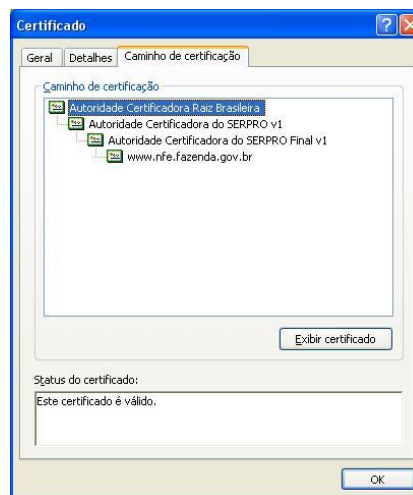 Certificado
Geral Detalhes Caminho de certificação
Caminho de certificação
Autoridade Certificadora Raiz Brasileira
Autoridade Certificadora do SERPRO v1
Autoridade Certificadora do SERPRO Final v1
www.nfe.fazenda.gov.br
Exibir certificado
Status do certificado:
Este certificado é válido.
OK